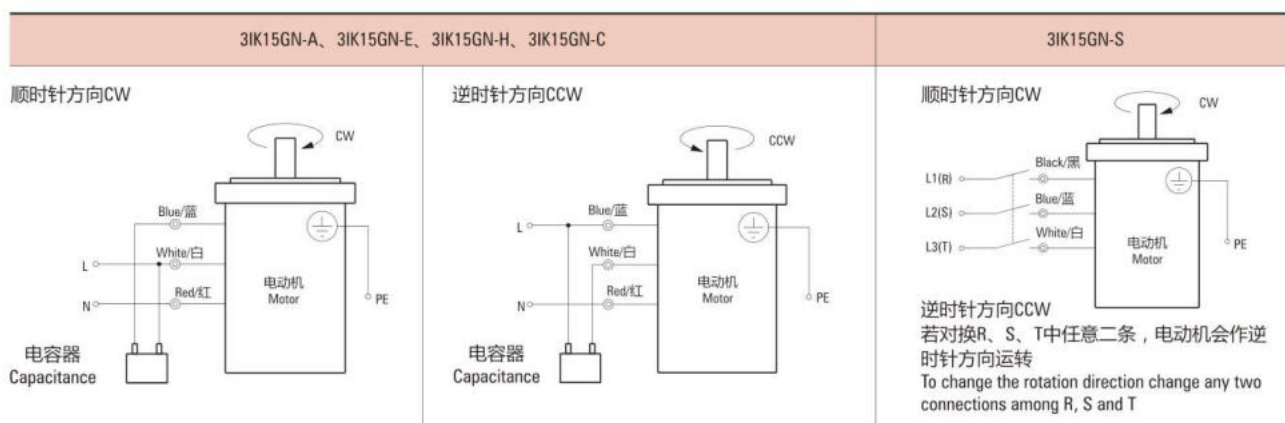 3IK15GN-A、3IK15GN-E、3IK15GN-H、3IK15GN-C
3IK15GN-S
顺时针方向CW
CW
Blue/蓝
White/白
L
Red/红
N
电动机
Motor
PE
电容器
Capacitance
逆时针方向CCW
CCW
Blue/蓝
L
White/白
Red/红
N
电动机
Motor
PE
电容器
Capacitance
顺时针方向CW
CW
Black/黑
L1(R)
Blue/蓝
L2(S)
White/白
L3(T)
电动机
Motor
PE
逆时针方向CCW
若对换R、S、T中任意二条，电动机会作逆
时针方向运转
To change the rotation direction change any two
connections among R, S and T